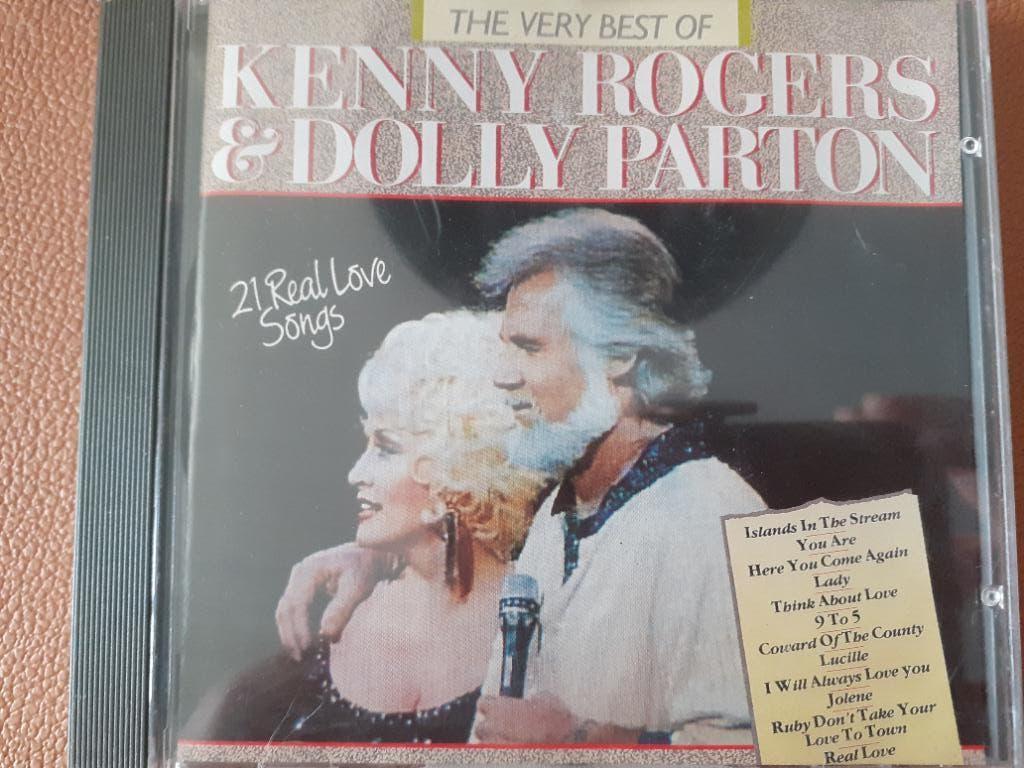 THE VERY BEST OF
KENNY ROGERS
& DOLLY PARTON
21 Real Love
Songs
Islands In The Stream
You Are
Here You Come Again
Lady
Think About Love
9 To 5
Coward Of The County
Lucille
I Will Always Love You
Jolene
Ruby Don't Take Your
Love To Town
Real Love